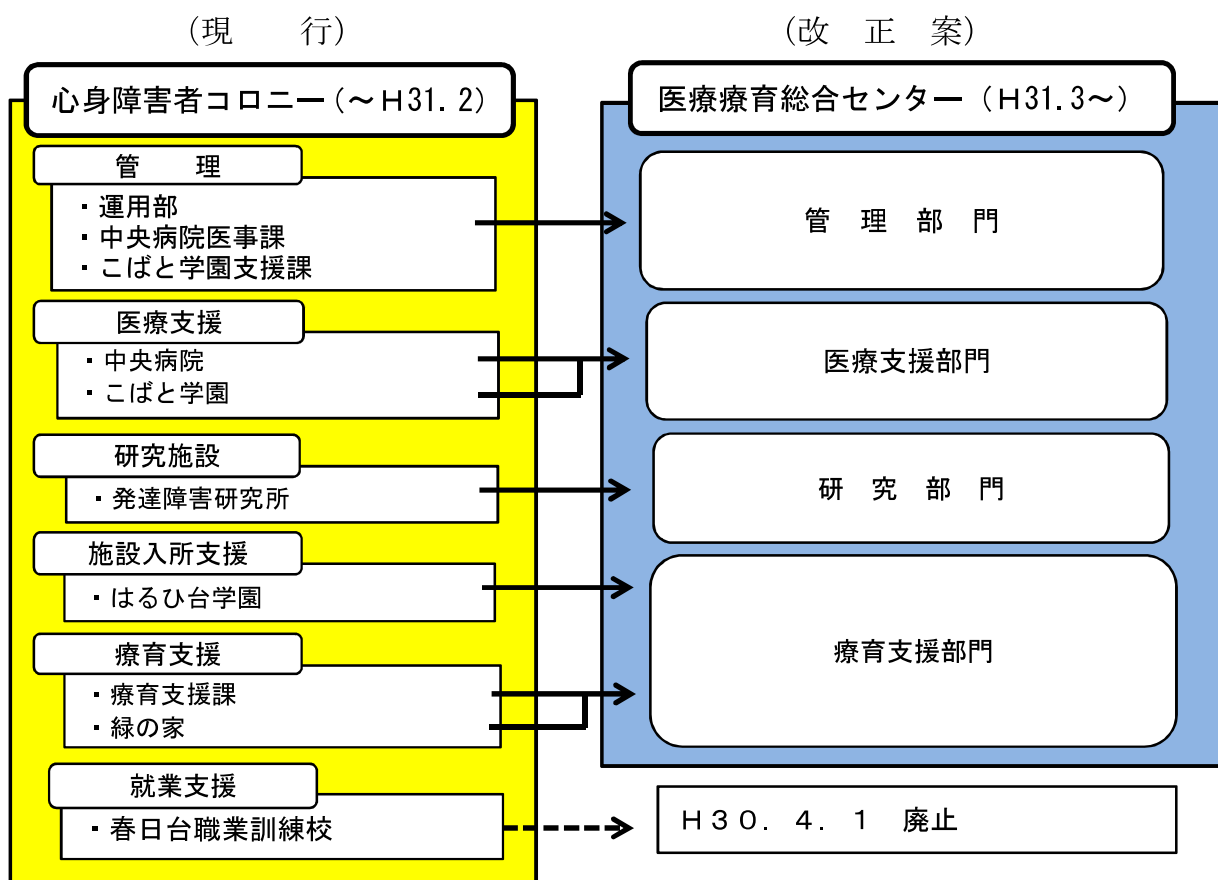 (現　　行)
(改　正　案)
心身障害者コロニー(～H31.2)
医療療育総合センター(H31.3～)
管　　理
・運用部
・中央病院医事課
・こばと学園支援課
管　理　部　門
医療支援
・中央病院
・こばと学園
医療支援部門
研究施設
・発達障害研究所
研　究　部　門
施設入所支援
・はるひ台学園
療育支援
・療育支援課
・緑の家
療育支援部門
就業支援
・春日台職業訓練校
H30．4．1　廃止